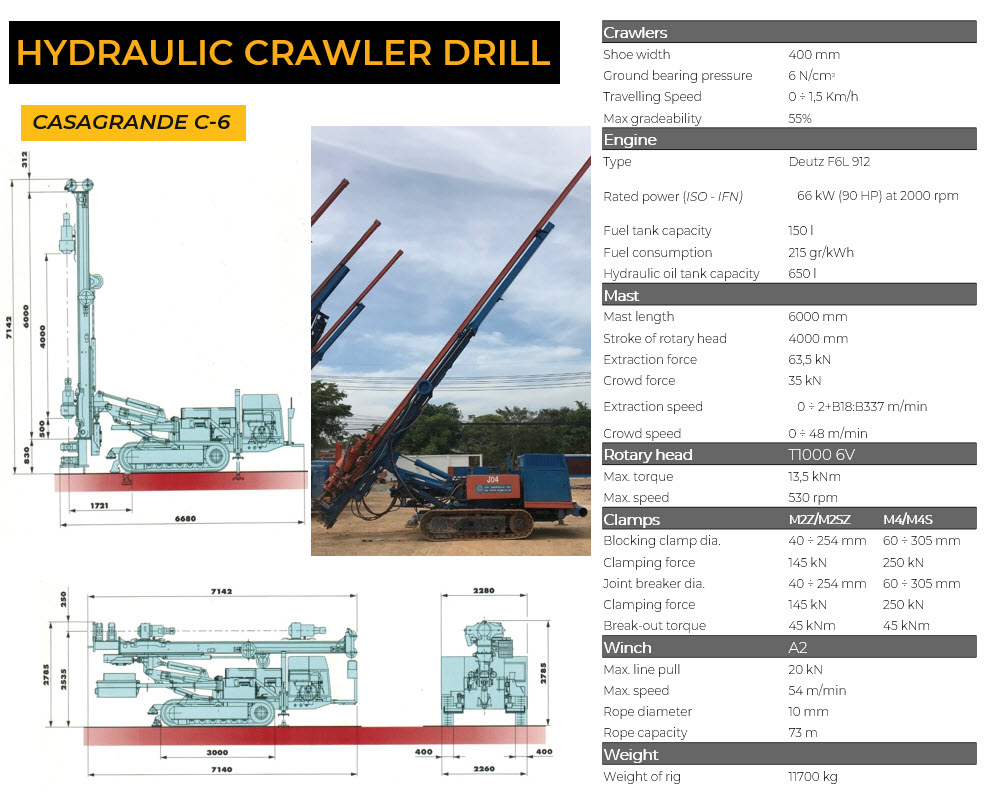 HYDRAULIC CRAWLER DRILL
CASAGRANDE C-6
312
7142
6000
4000
500
830
1721
6680
J04
7142
250
2785
2535
3000
7140
2280
2785
400
400
2260
Crawlers
Shoe width 400 mm
Ground bearing pressure 6 N/cm²
Travelling Speed 0 ÷ 1,5 Km/h
Max gradeability 55%
Engine
Type Deutz F6L 912
Rated power (ISO - IFN) 66 kW (90 HP) at 2000 rpm
Fuel tank capacity 150 l
Fuel consumption 215 gr/kWh
Hydraulic oil tank capacity 650 l
Mast
Mast length 6000 mm
Stroke of rotary head 4000 mm
Extraction force 63,5 kN
Crowd force 35 kN
Extraction speed 0 ÷ 2+B18:B337 m/min
Crowd speed 0 ÷ 48 m/min
Rotary head T1000 6V
Max. torque 13,5 kNm
Max. speed 530 rpm
Clamps M2Z/M2SZ M4/M4S
Blocking clamp dia. 40 ÷ 254 mm 60 ÷ 305 mm
Clamping force 145 kN 250 kN
Joint breaker dia. 40 ÷ 254 mm 60 ÷ 305 mm
Clamping force 145 kN 250 kN
Break-out torque 45 kNm 45 kNm
Winch A2
Max. line pull 20 kN
Max. speed 54 m/min
Rope diameter 10 mm
Rope capacity 73 m
Weight
Weight of rig 11700 kg